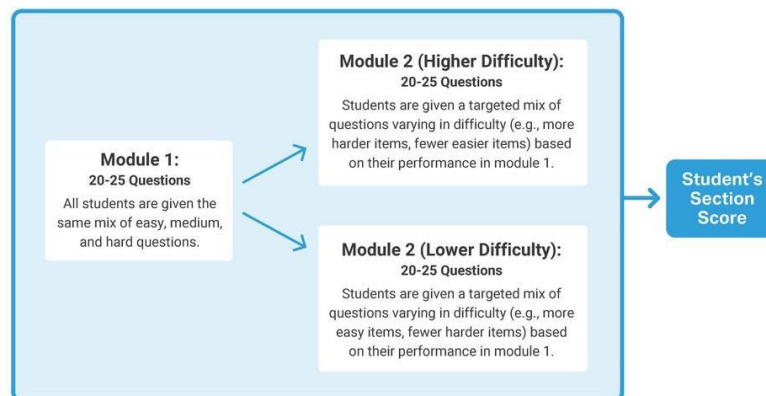 Module 1:
20-25 Questions
All students are given the
same mix of easy, medium,
and hard questions.
Module 2 (Higher Difficulty):
20-25 Questions
Students are given a targeted mix of
questions varying in difficulty (e.g., more
harder items, fewer easier items) based
on their performance in module 1.
Module 2 (Lower Difficulty):
20-25 Questions
Students are given a targeted mix of
questions varying in difficulty (e.g., more
easy items, fewer harder items) based
on their performance in module 1.
Student's
Section
Score